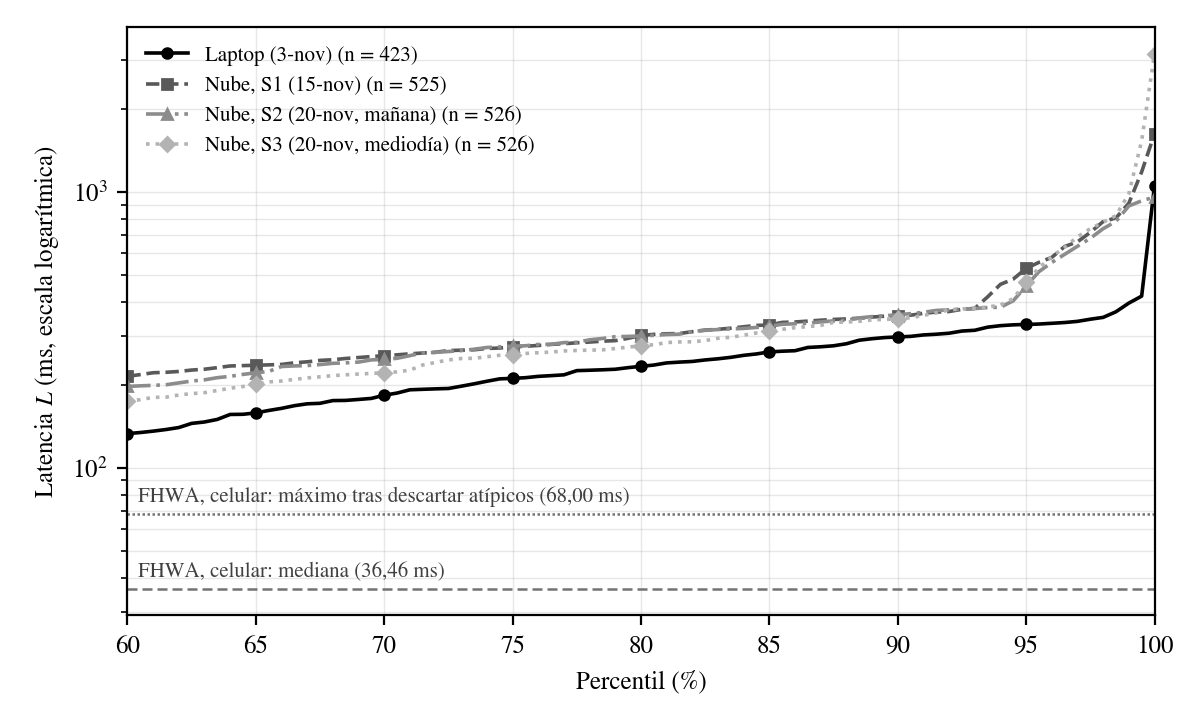 Laptop (3-nov) (n = 423)
Nube, S1 (15-nov) (n = 525)
Nube, S2 (20-nov, mañana) (n = 526)
Nube, S3 (20-nov, mediodía) (n = 526)
Latencia L (ms, escala logarítmica)
10³
10²
FHWA, celular: máximo tras descartar atípicos (68,00 ms)
FHWA, celular: mediana (36,46 ms)
60 65 70 75 80 85 90 95 100
Percentil (%)